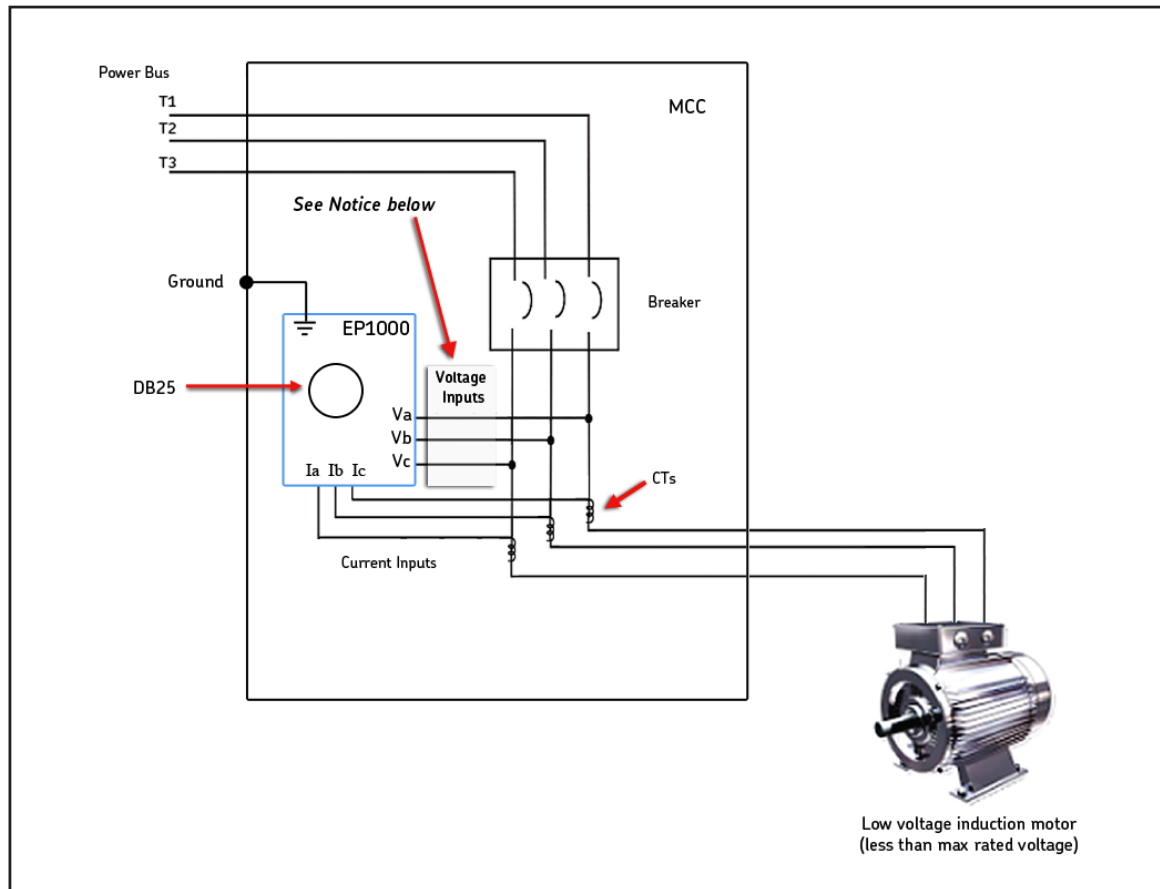 Power Bus
T1
MCC
T2
T3
See Notice below
Ground
Breaker
EP1000
DB25
Voltage
Inputs
Va
Vb
Vc
Ia Ib Ic
CTs
Current Inputs
Low voltage induction motor
(less than max rated voltage)